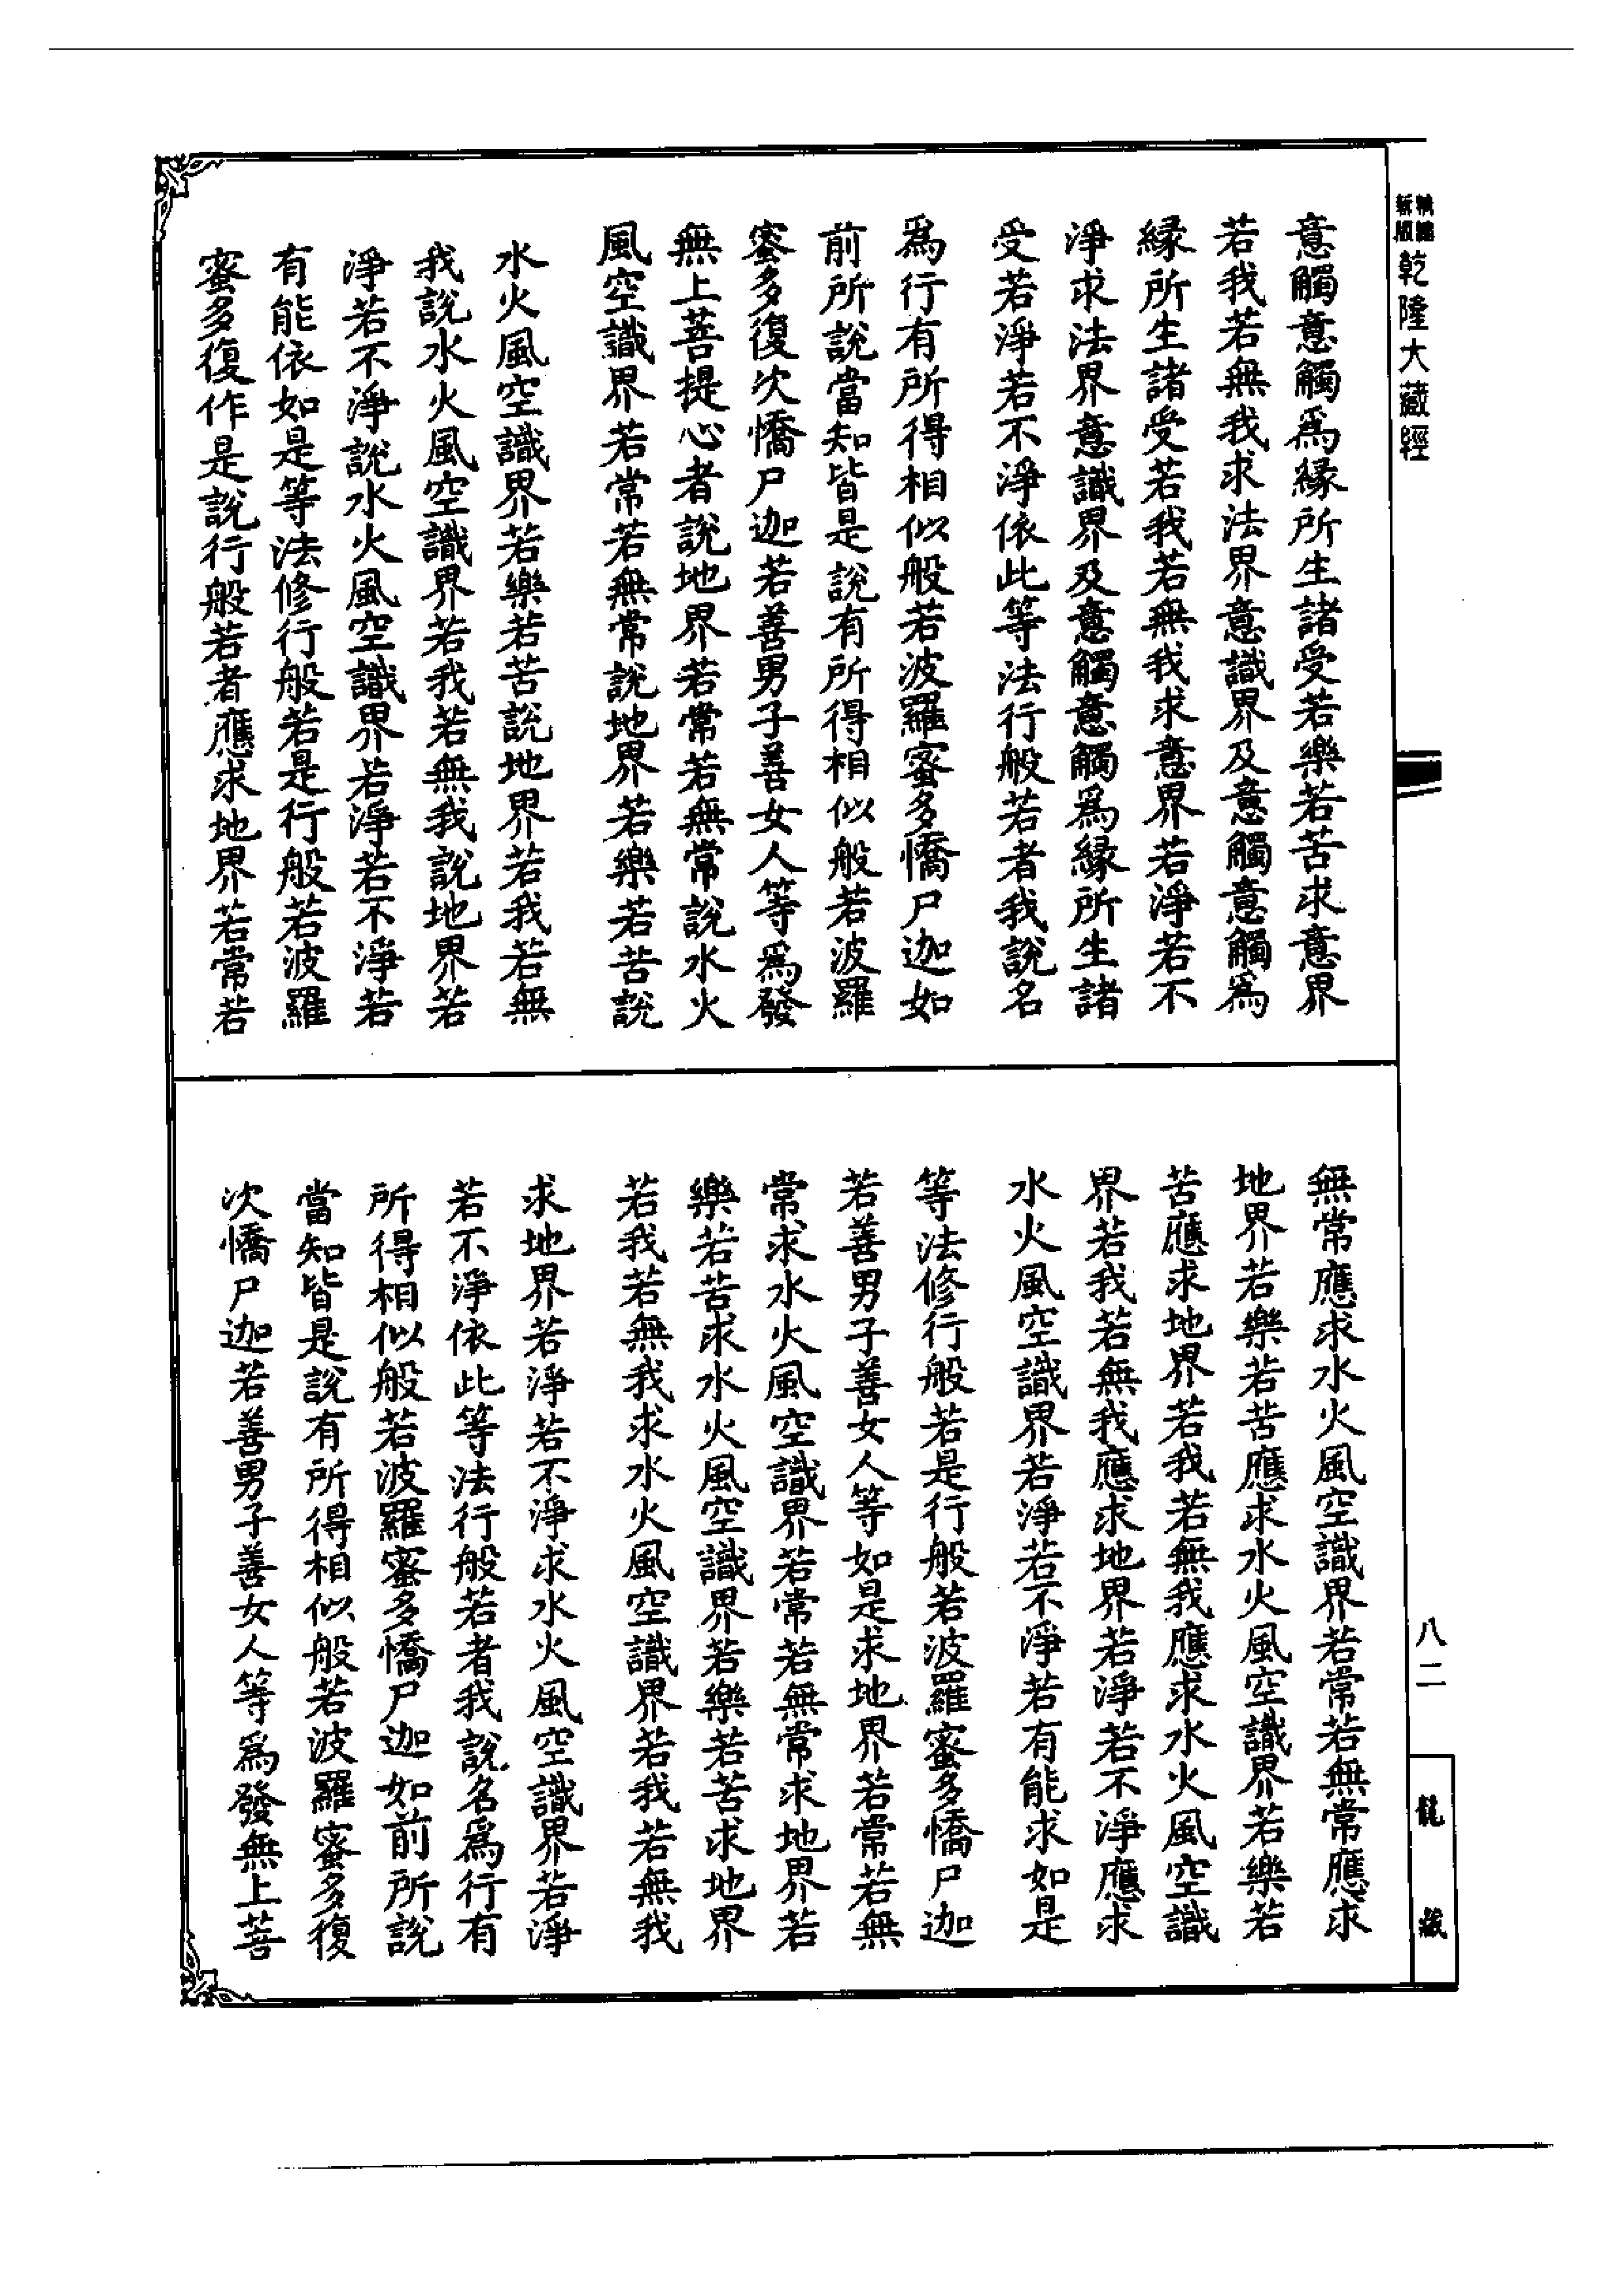 乾隆大藏經
意觸意觸爲緣所生諸受若樂若苦求意界
若我若無我求法界意識界及意觸意觸爲
緣所生諸受若我若無我求意界若淨若不
淨求法界意識界及意觸意觸爲緣所生諸
受若淨若不淨依此等法行般若者我說名
爲行有所得相似般若波羅蜜多憍尸迦如
前所說當知皆是說有所得相似般若波羅
蜜多復次憍尸迦若善男子善女人等爲發
無上菩提心者說地界若常若無常說水火
風空識界若常若無常說地界若樂若苦說
水火風空識界若樂若苦說地界若我若無
我說水火風空識界若我若無我說地界若
淨若不淨說水火風空識界若淨若不淨若
有能依如是等法修行般若是行般若波羅
蜜多復作是說行般若者應求地界若常若
無常應求水火風空識界若常若無常應求
地界若樂若苦應求水火風空識界若樂若
苦應求地界若我若無我應求水火風空識
界若我若無我應求地界若淨若不淨應求
水火風空識界若淨若不淨若有能求如是
等法修行般若是行般若波羅蜜多憍尸迦
若善男子善女人等如是求地界若常若無
常求水火風空識界若常若無常求地界若
樂若苦求水火風空識界若樂若苦求地界
若我若無我求水火風空識界若我若無我
求地界若淨若不淨求水火風空識界若淨
若不淨依此等法行般若者我說名爲行有
所得相似般若波羅蜜多憍尸迦如前所說
當知皆是說有所得相似般若波羅蜜多復
次憍尸迦若善男子善女人等爲發無上菩
八二
龍藏